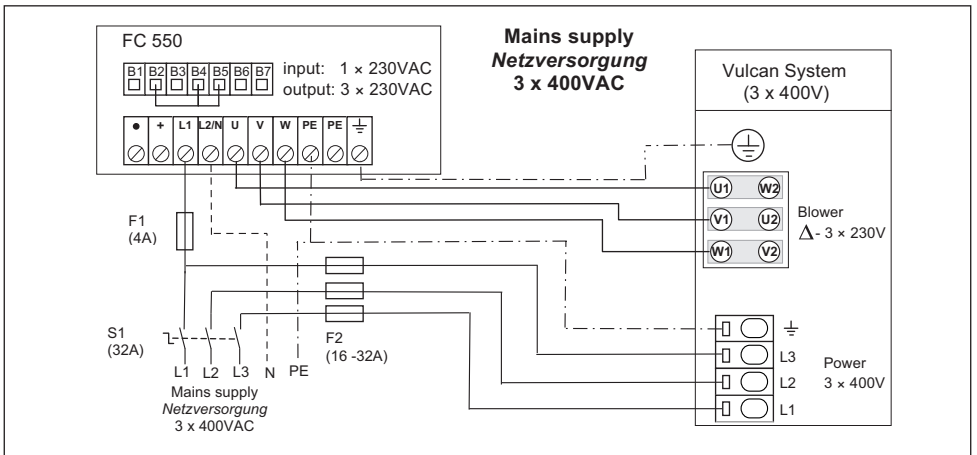 FC 550
B1 B2 B3 B4 B5 B6 B7
input: 1 × 230VAC
output: 3 × 230VAC
Mains supply
Netzversorgung
3 x 400VAC
Vulcan System
(3 x 400V)
● + L1 L2/N U V W PE PE
U1 W2
V1 U2
W1 V2
Blower
Δ- 3 × 230V
F1
(4A)
F2
(16 -32A)
S1
(32A)
L1 L2 L3 N PE
Mains supply
Netzversorgung
3 x 400VAC
L3
L2
L1
Power
3 × 400V